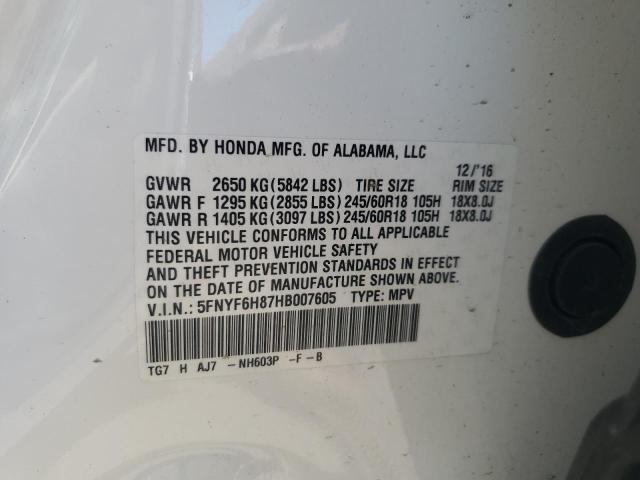 MFD. BY HONDA MFG. OF ALABAMA, LLC
12/'16
GVWR 2650 KG(5842 LBS) TIRE SIZE RIM SIZE
GAWR F 1295 KG(2855 LBS)245/60R18 105H 18X8.0J
GAWR R 1405 KG(3097 LBS)245/60R18 105H 18X8.0J
THIS VEHICLE CONFORMS TO ALL APPLICABLE
FEDERAL MOTOR VEHICLE SAFETY
AND THEFT PREVENTION STANDARDS IN EFFECT
ON THE DATE OF MANUFACTURE SHOWN ABOVE.
V.I.N.: 5FNYF6H87HB007605 TYPE: MPV
TG7 H AJ7 -NH603P -F-B